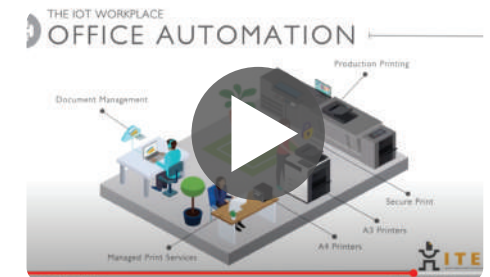 THE IOT WORKPLACE
OFFICE AUTOMATION
Production Printing
Document Management
Secure Print
A3 Printers
A4 Printers
Managed Print Services
ITE